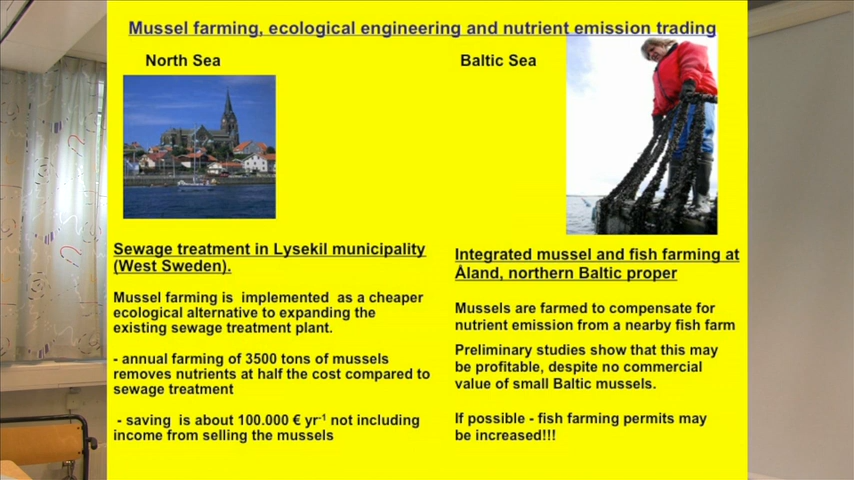 Mussel farming, ecological engineering and nutrient emission trading
North Sea
Baltic Sea
Sewage treatment in Lysekil municipality
(West Sweden).
Mussel farming is implemented as a cheaper
ecological alternative to expanding the
existing sewage treatment plant.
- annual farming of 3500 tons of mussels
removes nutrients at half the cost compared to
sewage treatment
- saving is about 100.000 € yr-1 not including
income from selling the mussels
Integrated mussel and fish farming at
Åland, northern Baltic proper
Mussels are farmed to compensate for
nutrient emission from a nearby fish farm
Preliminary studies show that this may
be profitable, despite no commercial
value of small Baltic mussels.
If possible - fish farming permits may
be increased!!!